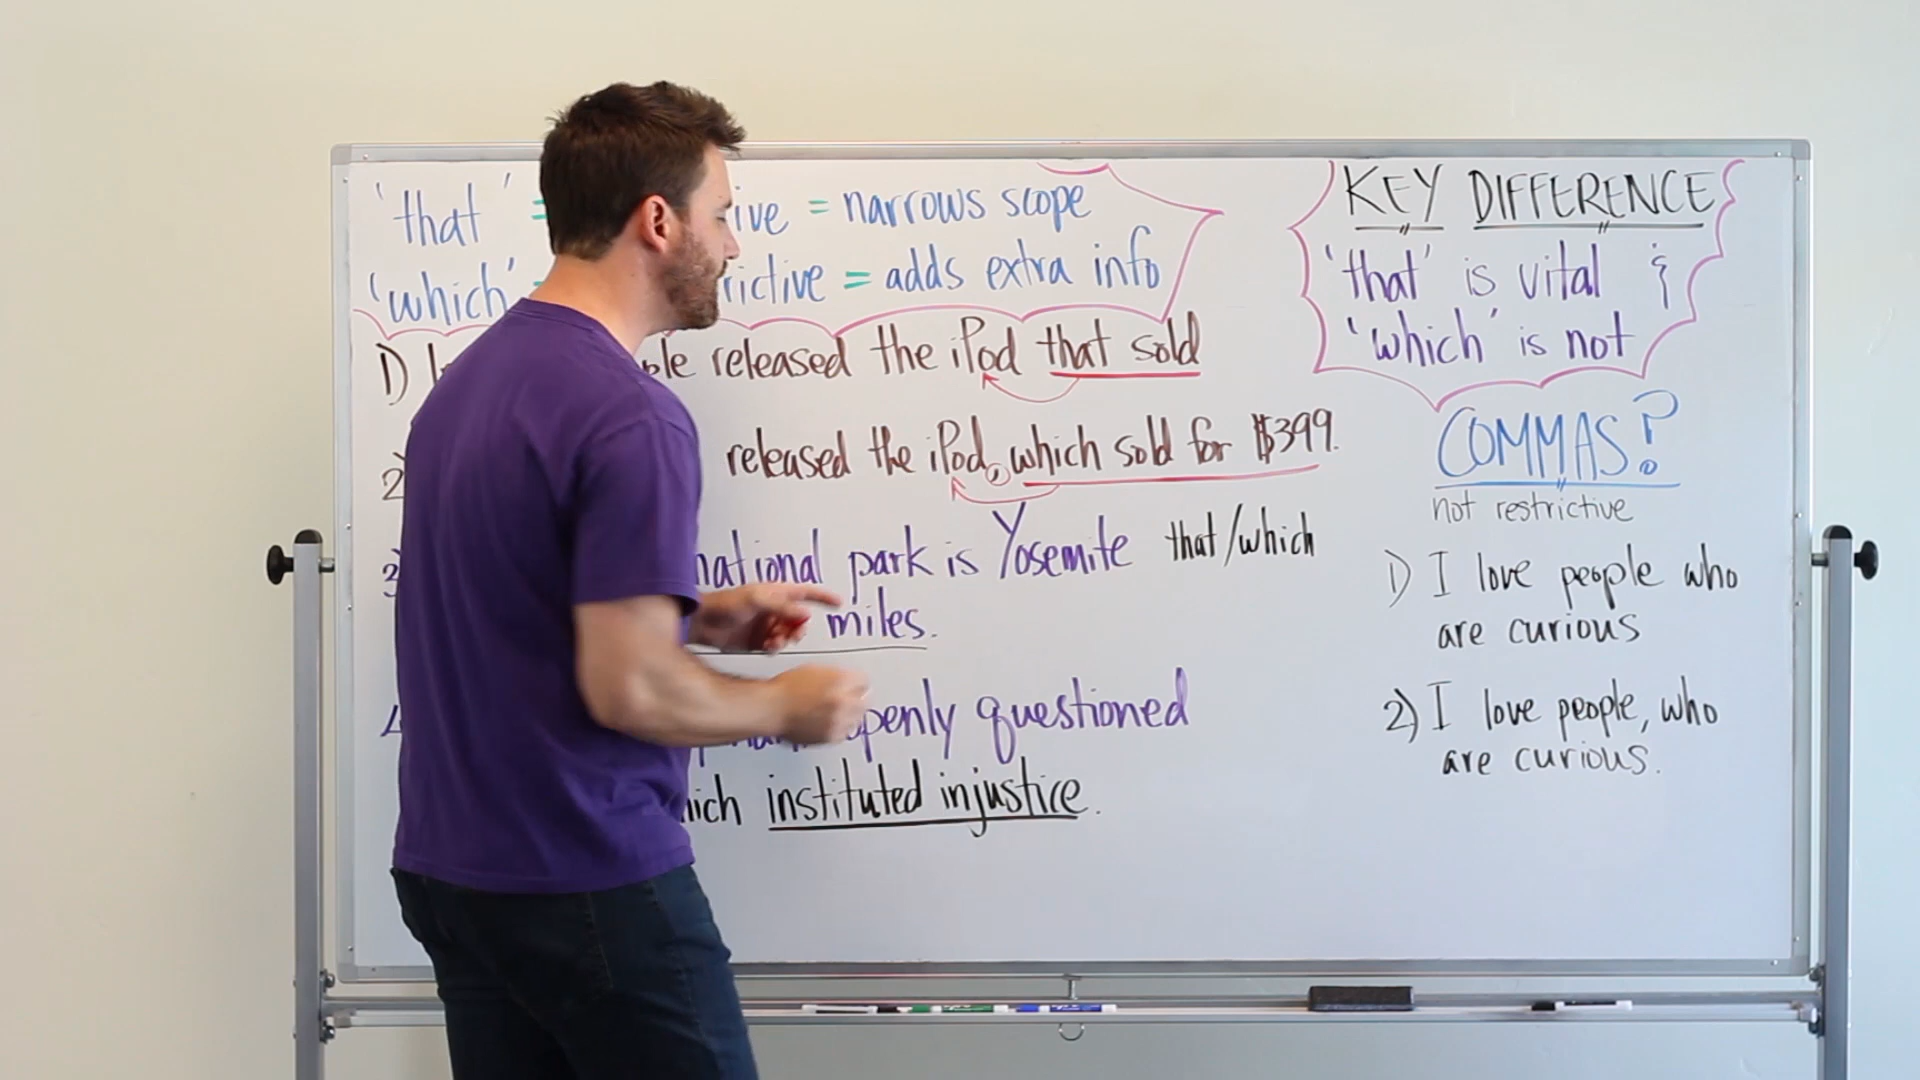 'that' = ive = narrows scope
'which' rictive = adds extra info
1) ple released the iPod that sold
2) released the iPod, which sold for $399.
3) national park is Yosemite that/which
miles.
openly questioned
hich instituted injustice.
KEY DIFFERENCE
'that' is vital &
'which' is not
COMMAS?
not restrictive
1) I love people who
are curious
2) I love people, who
are curious.